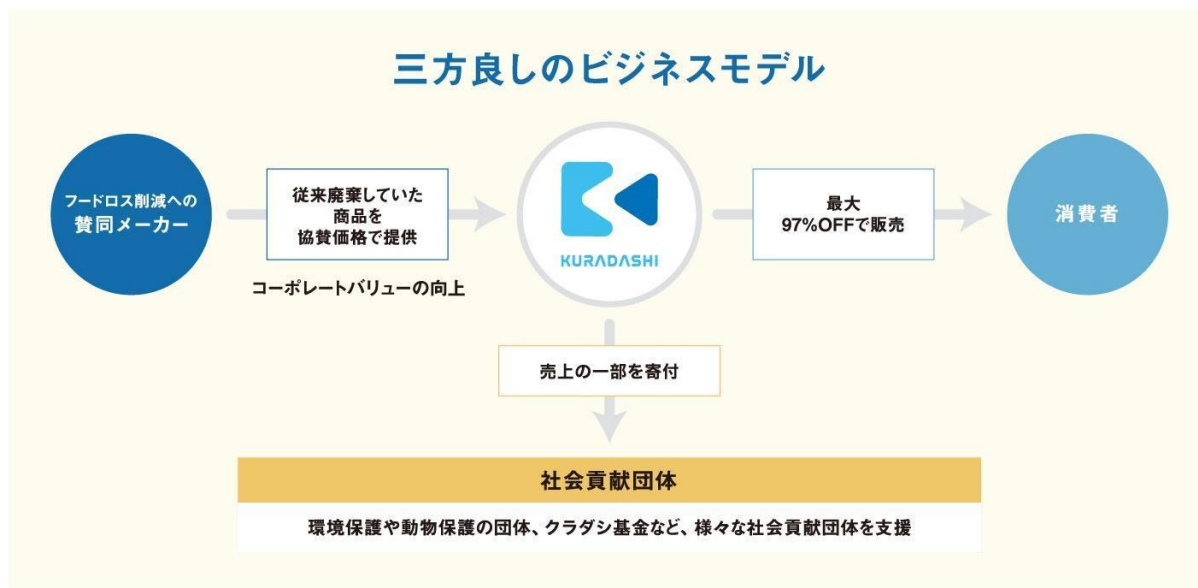 三方良しのビジネスモデル
フードロス削減への
賛同メーカー
従来廃棄していた
商品を
協賛価格で提供
コーポレートバリューの向上
KURADASHI
最大
97%OFFで販売
消費者
売上の一部を寄付
社会貢献団体
環境保護や動物保護の団体、クラダシ基金など、様々な社会貢献団体を支援